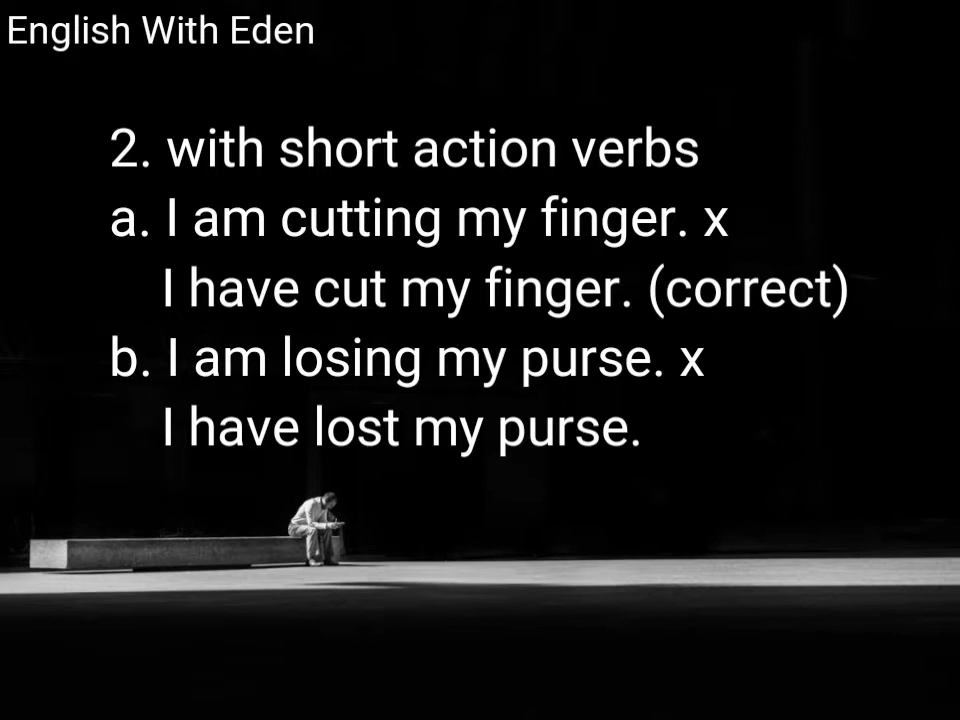 English With Eden
2. with short action verbs
a. I am cutting my finger. x
I have cut my finger. (correct)
b. I am losing my purse. x
I have lost my purse.